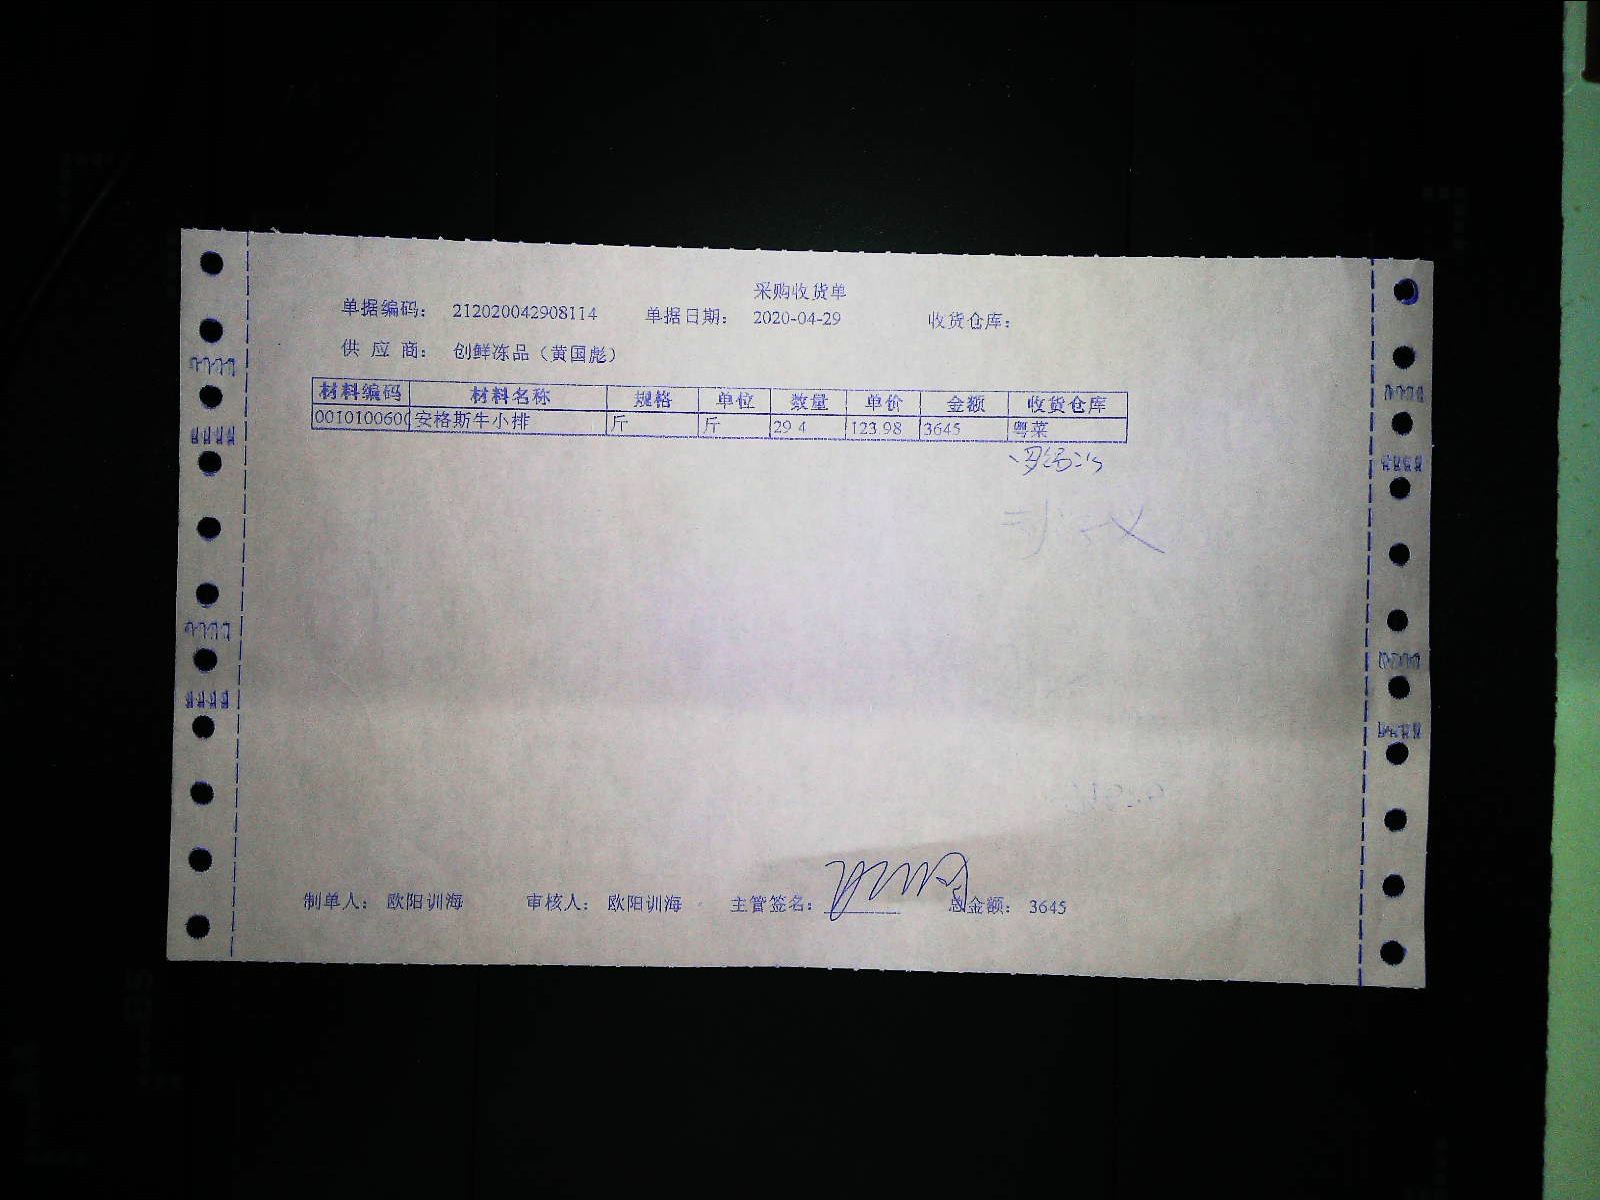 采购收货单
单据编码： 212020042908114 单据日期： 2020-04-29 收货仓库：
供 应 商： 创鲜冻品（黄国彪）
材料编码 材料名称 规格 单位 数量 单价 金额 收货仓库
0010100600 安格斯牛小排 斤 斤 29.4 123.98 3645 粤菜
制单人： 欧阳训海 审核人： 欧阳训海 主管签名： 总金额： 3645